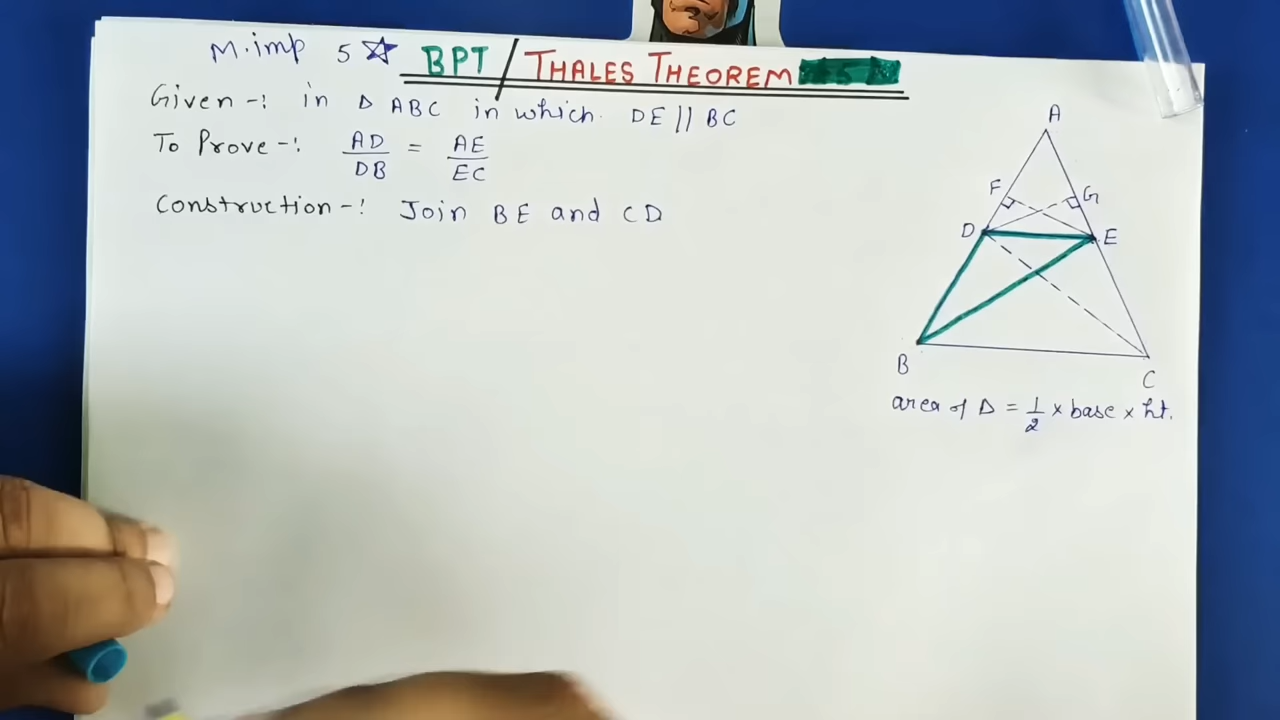 M.imp 5☆ BPT / THALES THEOREM
Given -: in Δ ABC in which. DE || BC
To Prove -: AD/DB = AE/EC
Construction -: Join BE and CD
A
F
G
D
E
B
C
area of Δ = 1/2 × base × ht.